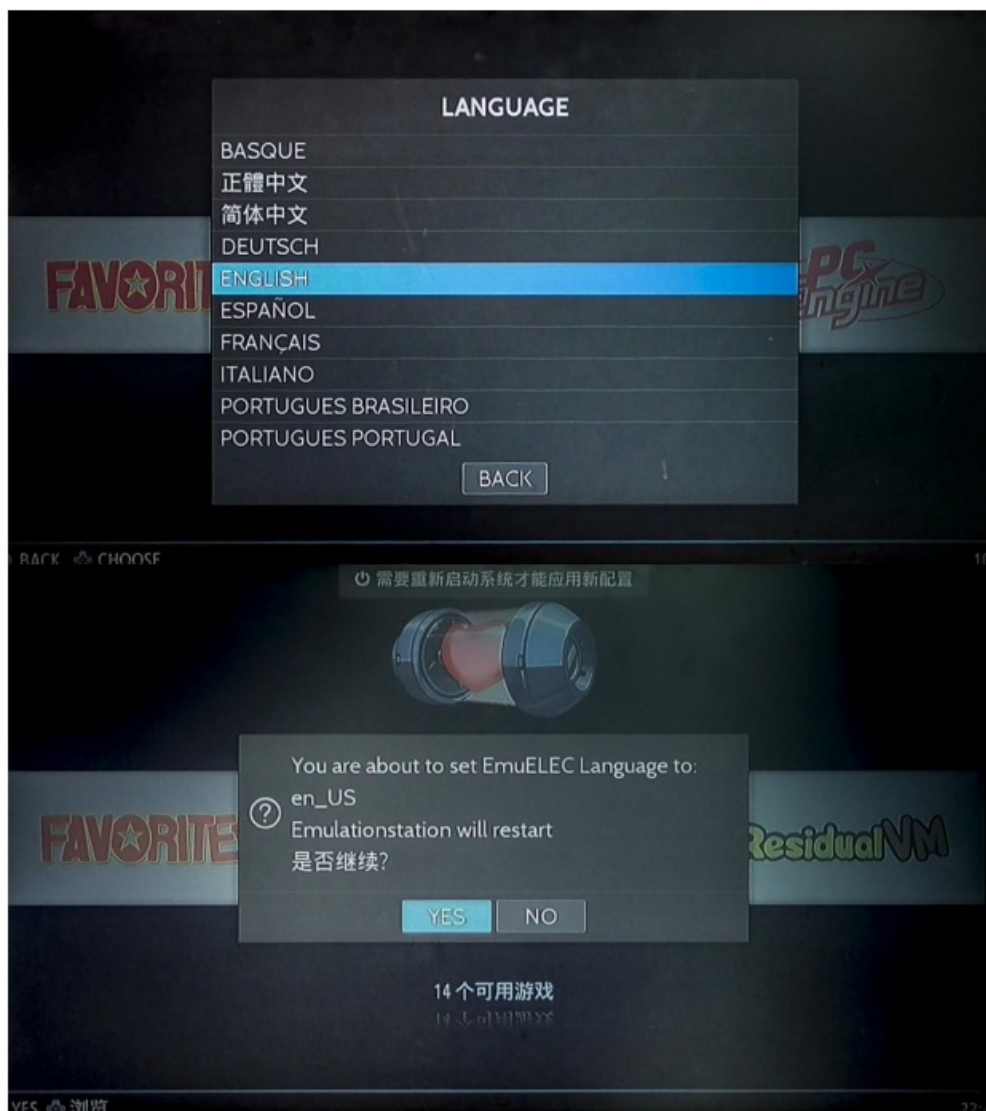 LANGUAGE
BASQUE
正體中文
简体中文
DEUTSCH
FAVORIT
ENGLISH
PC Engine
ESPAÑOL
FRANÇAIS
ITALIANO
PORTUGUES BRASILEIRO
PORTUGUES PORTUGAL
BACK
BACK CHOOSE
需要重新启动系统才能应用新配置
You are about to set EmuELEC Language to:
en_US
Emulationstation will restart
是否继续?
FAVORITE
ResidualVM
YES NO
14 个可用游戏
YES 浏览